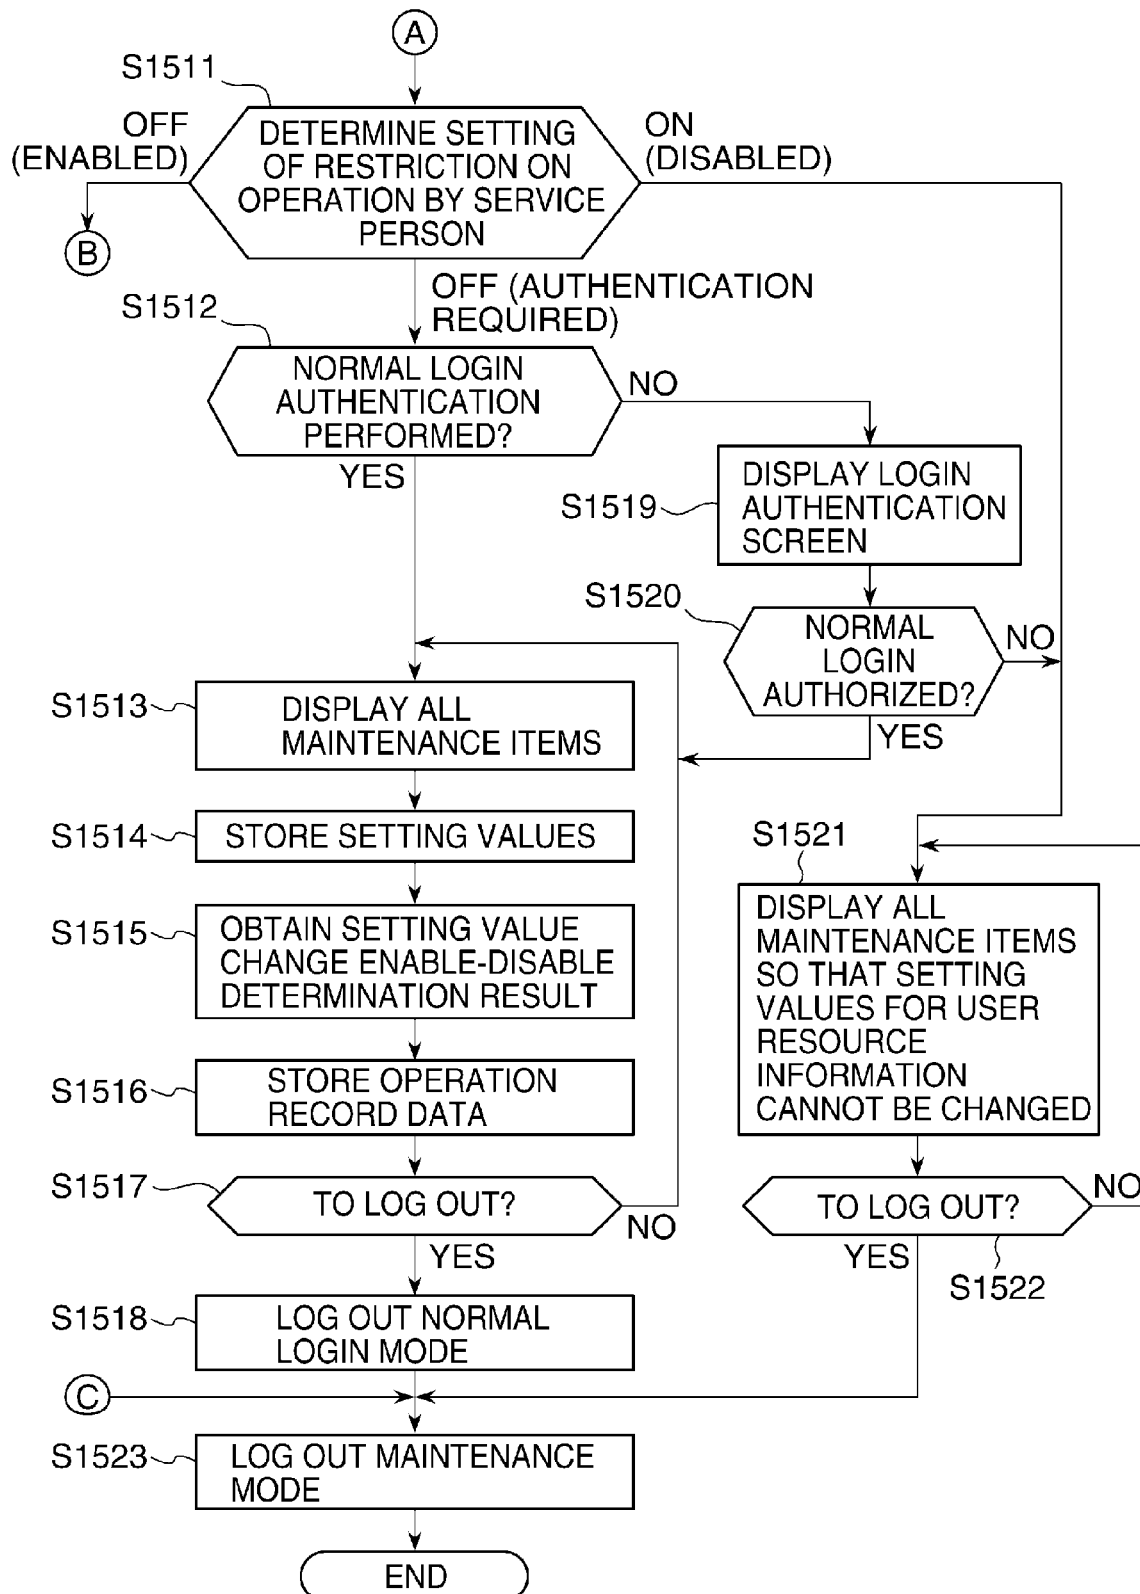 A
S1511
OFF
(ENABLED)
DETERMINE SETTING
OF RESTRICTION ON
OPERATION BY SERVICE
PERSON
ON
(DISABLED)
B
OFF (AUTHENTICATION
REQUIRED)
S1512
NORMAL LOGIN
AUTHENTICATION
PERFORMED?
NO
YES
S1519
DISPLAY LOGIN
AUTHENTICATION
SCREEN
S1520
NORMAL
LOGIN
AUTHORIZED?
NO
YES
S1513
DISPLAY ALL
MAINTENANCE ITEMS
S1514
STORE SETTING VALUES
S1515
OBTAIN SETTING VALUE
CHANGE ENABLE-DISABLE
DETERMINATION RESULT
S1516
STORE OPERATION
RECORD DATA
S1517
TO LOG OUT?
NO
YES
S1521
DISPLAY ALL
MAINTENANCE ITEMS
SO THAT SETTING
VALUES FOR USER
RESOURCE
INFORMATION
CANNOT BE CHANGED
TO LOG OUT?
NO
YES
S1522
S1518
LOG OUT NORMAL
LOGIN MODE
C
S1523
LOG OUT MAINTENANCE
MODE
END